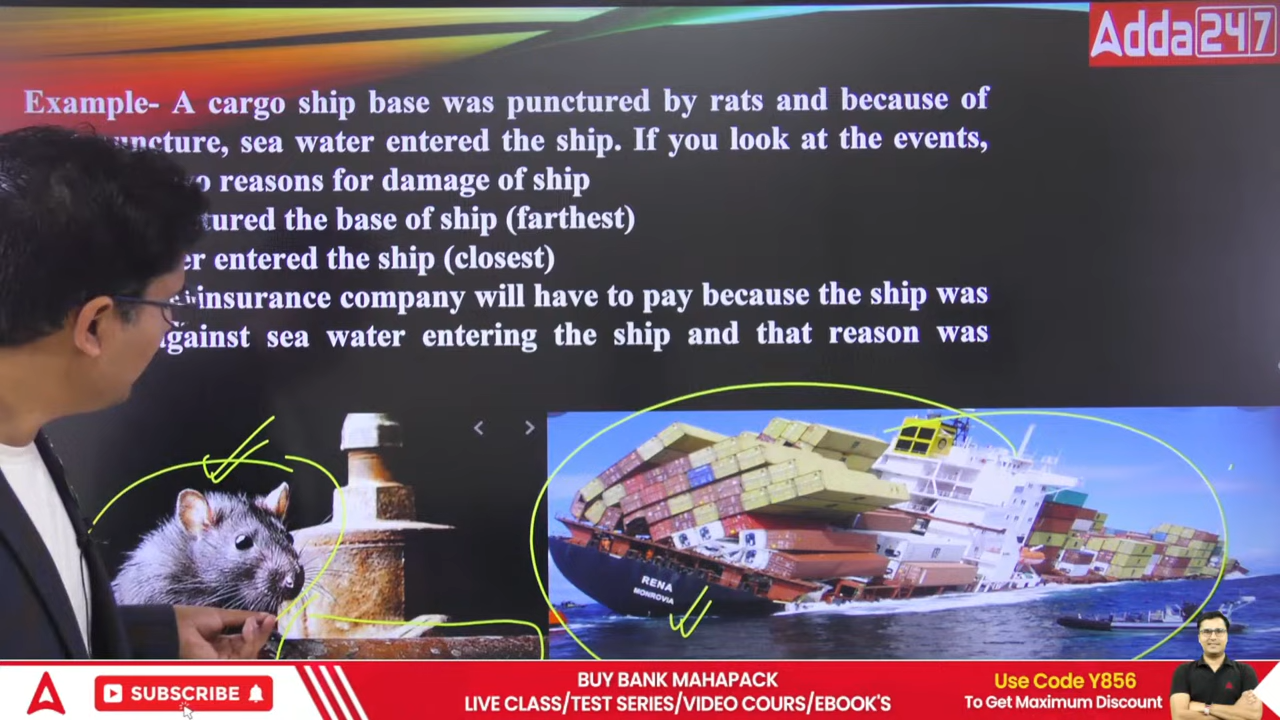 Adda247
Example- A cargo ship base was punctured by rats and because of
puncture, sea water entered the ship. If you look at the events,
reasons for damage of ship
the base of ship (farthest)
entered the ship (closest)
insurance company will have to pay because the ship was
against sea water entering the ship and that reason was
RENA
MONROVIA
SUBSCRIBE
BUY BANK MAHAPACK
LIVE CLASS/TEST SERIES/VIDEO COURS/EBOOK'S
Use Code Y856
To Get Maximum Discount